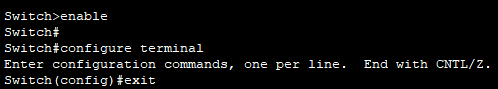 Switch>enable
Switch#
Switch#configure terminal
Enter configuration commands, one per line.  End with CNTL/Z.
Switch(config)#exit